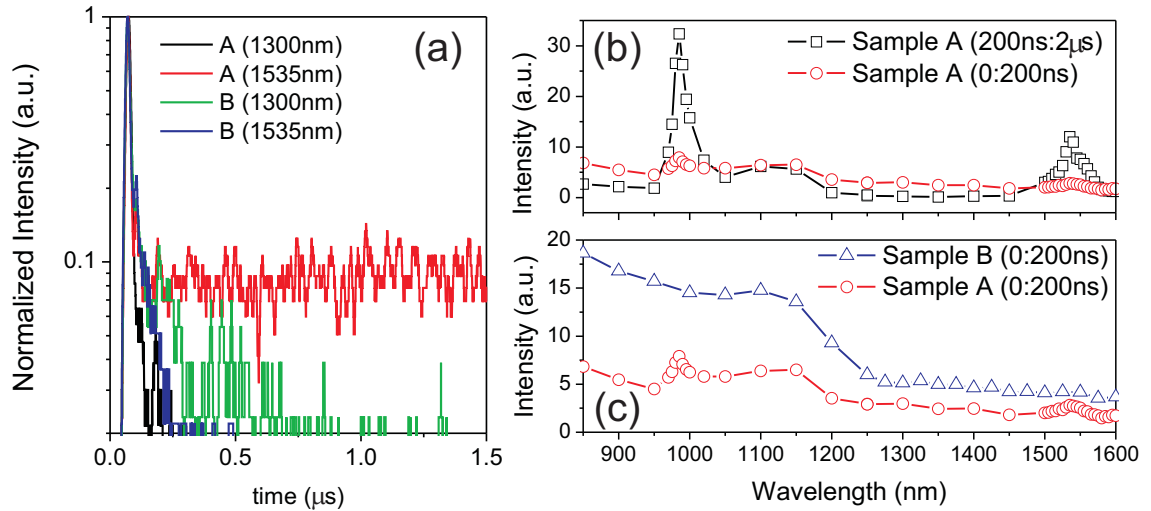 (a)
A (1300nm)
A (1535nm)
B (1300nm)
B (1535nm)
1
0.1
Normalized Intensity (a.u.)
0.0
0.5
1.0
1.5
time (μs)
(b)
Sample A (200ns:2μs)
Sample A (0:200ns)
30
20
10
0
Intensity (a.u.)
(c)
Sample B (0:200ns)
Sample A (0:200ns)
20
15
10
5
0
Intensity (a.u.)
900
1000
1100
1200
1300
1400
1500
1600
Wavelength (nm)